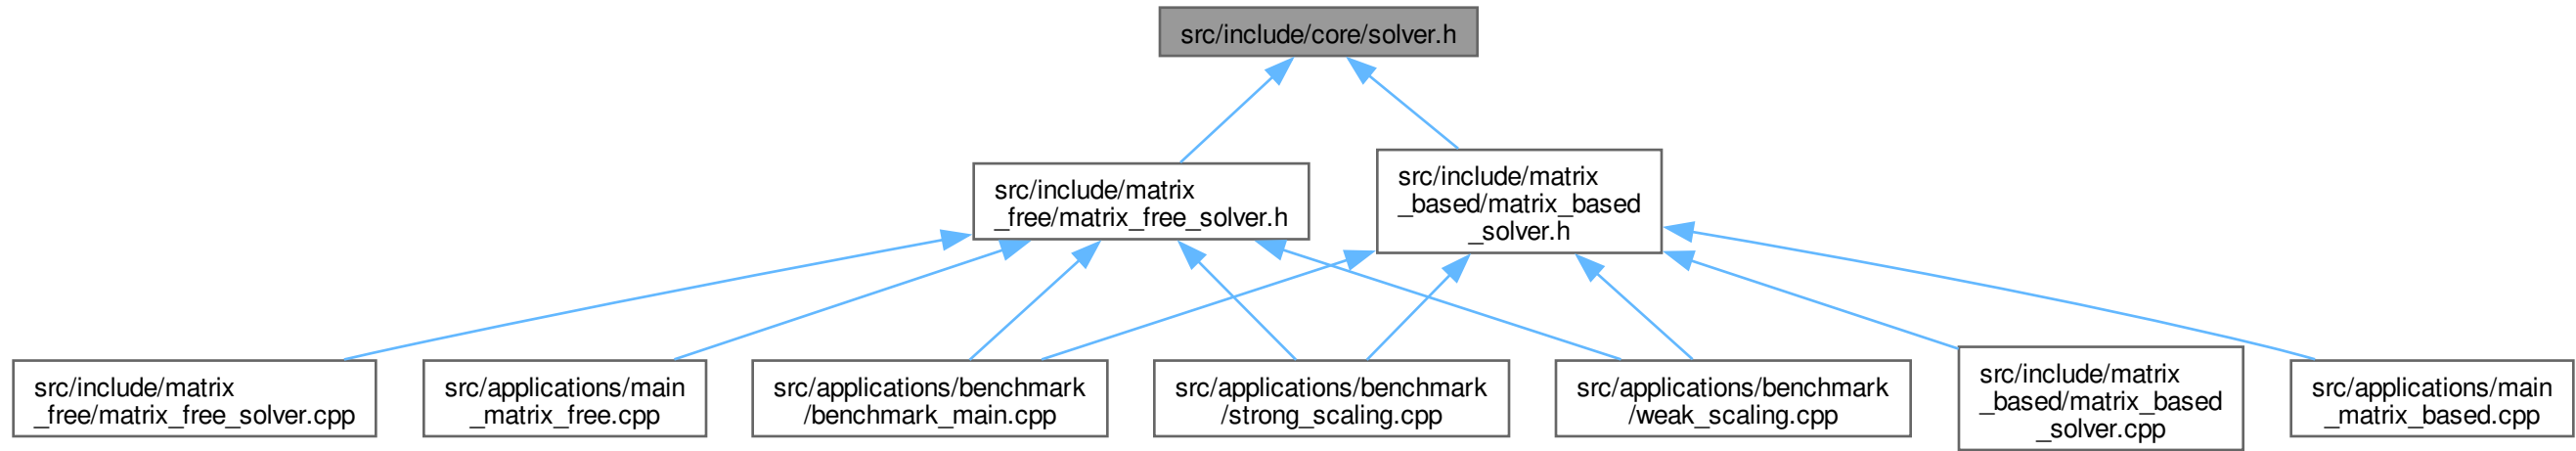 src/include/core/solver.h
src/include/matrix
_free/matrix_free_solver.h
src/include/matrix
_based/matrix_based
_solver.h
src/include/matrix
_free/matrix_free_solver.cpp
src/applications/main
_matrix_free.cpp
src/applications/benchmark
/benchmark_main.cpp
src/applications/benchmark
/strong_scaling.cpp
src/applications/benchmark
/weak_scaling.cpp
src/include/matrix
_based/matrix_based
_solver.cpp
src/applications/main
_matrix_based.cpp